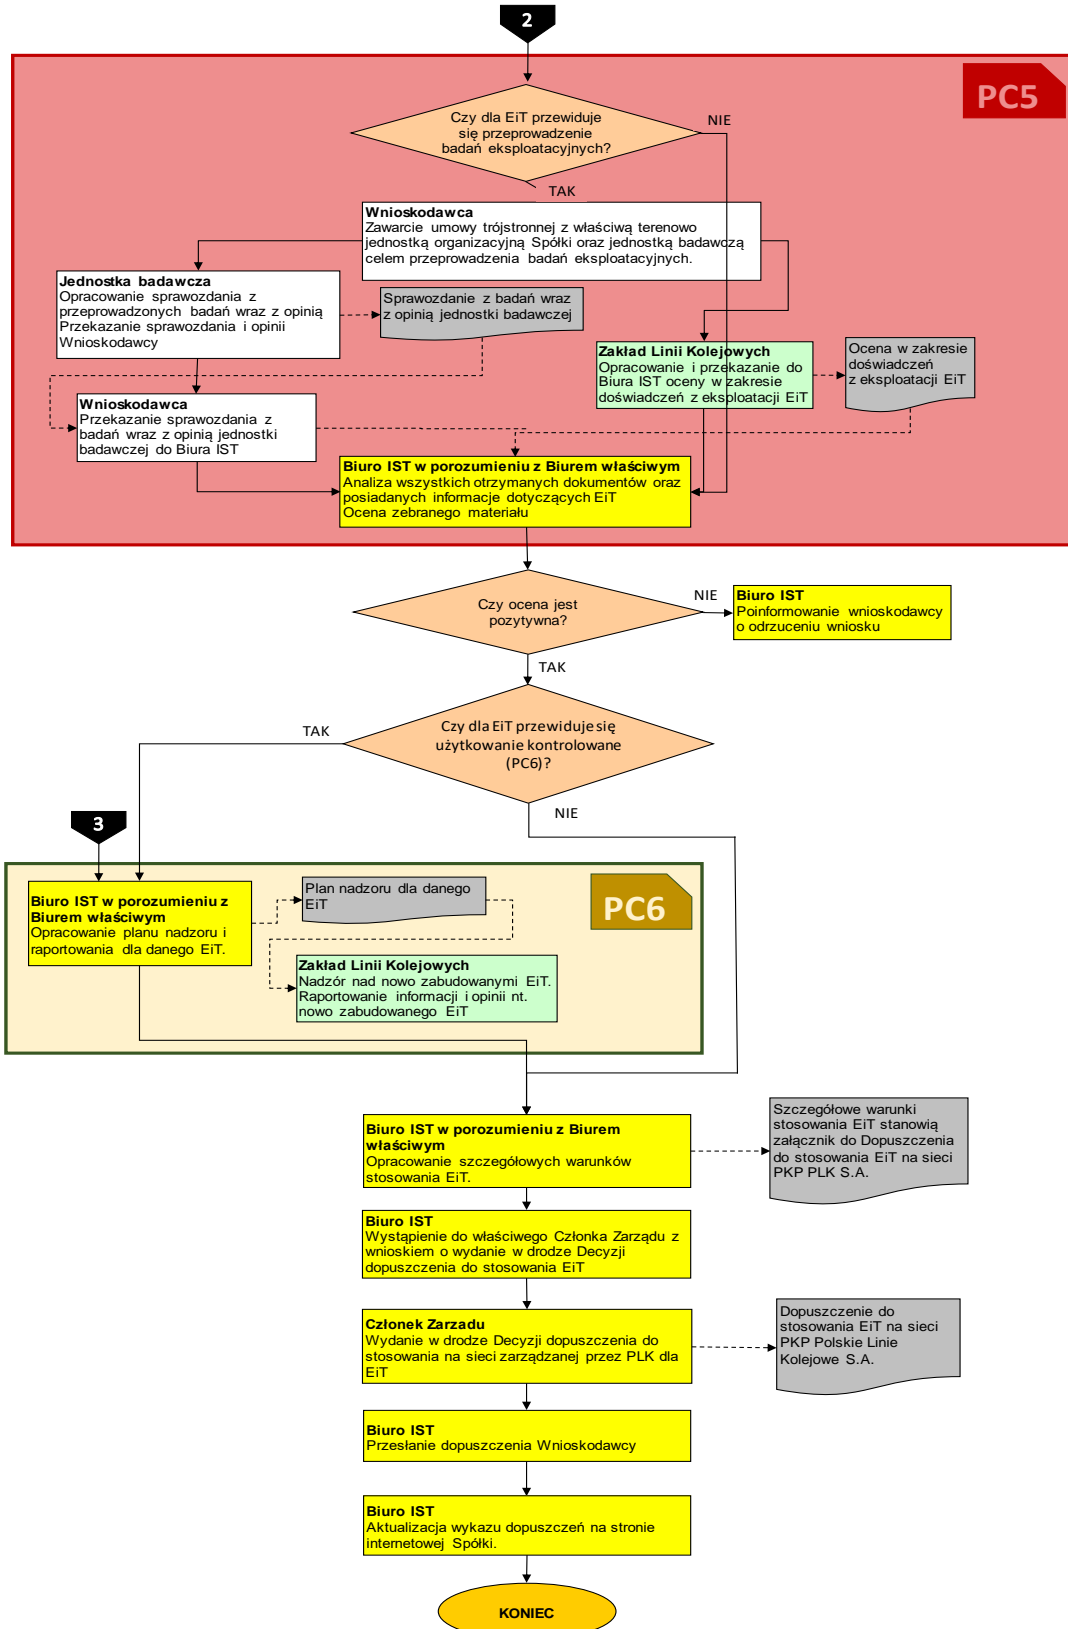 2
PC5
Czy dla EiT przewiduje
się przeprowadzenie
badań eksploatacyjnych?
NIE
TAK
Wnioskodawca
Zawarcie umowy trójstronnej z właściwą terenowo
jednostką organizacyjną Spółki oraz jednostką badawczą
celem przeprowadzenia badań eksploatacyjnych.
Jednostka badawcza
Opracowanie sprawozdania z
przeprowadzonych badań wraz z opinią
Przekazanie sprawozdania i opinii
Wnioskodawcy
Sprawozdanie z badań wraz
z opinią jednostki badawczej
Zakład Linii Kolejowych
Opracowanie i przekazanie do
Biura IST oceny w zakresie
doświadczeń z eksploatacji EiT
Ocena w zakresie
doświadczeń
z eksploatacji EiT
Wnioskodawca
Przekazanie sprawozdania z
badań wraz z opinią jednostki
badawczej do Biura IST
Biuro IST w porozumieniu z Biurem właściwym
Analiza wszystkich otrzymanych dokumentów oraz
posiadanych informacje dotyczących EiT
Ocena zebranego materiału
Czy ocena jest
pozytywna?
NIE
Biuro IST
Poinformowanie wnioskodawcy
o odrzuceniu wniosku
TAK
Czy dla EiT przewiduje się
użytkowanie kontrolowane
(PC6)?
TAK
NIE
3
PC6
Biuro IST w porozumieniu z
Biurem właściwym
Opracowanie planu nadzoru i
raportowania dla danego EiT.
Plan nadzoru dla danego
EiT
Zakład Linii Kolejowych
Nadzór nad nowo zabudowanymi EiT.
Raportowanie informacji i opinii nt.
nowo zabudowanego EiT
Biuro IST w porozumieniu z Biurem
właściwym
Opracowanie szczegółowych warunków
stosowania EiT.
Szczegółowe warunki
stosowania EiT stanowią
załącznik do Dopuszczenia
do stosowania EiT na sieci
PKP PLK S.A.
Biuro IST
Wystąpienie do właściwego Członka Zarządu z
wnioskiem o wydanie w drodze Decyzji
dopuszczenia do stosowania EiT
Członek Zarzadu
Wydanie w drodze Decyzji dopuszczenia do
stosowania na sieci zarządzanej przez PLK dla
EiT
Dopuszczenie do
stosowania EiT na sieci
PKP Polskie Linie
Kolejowe S.A.
Biuro IST
Przesłanie dopuszczenia Wnioskodawcy
Biuro IST
Aktualizacja wykazu dopuszczeń na stronie
internetowej Spółki.
KONIEC